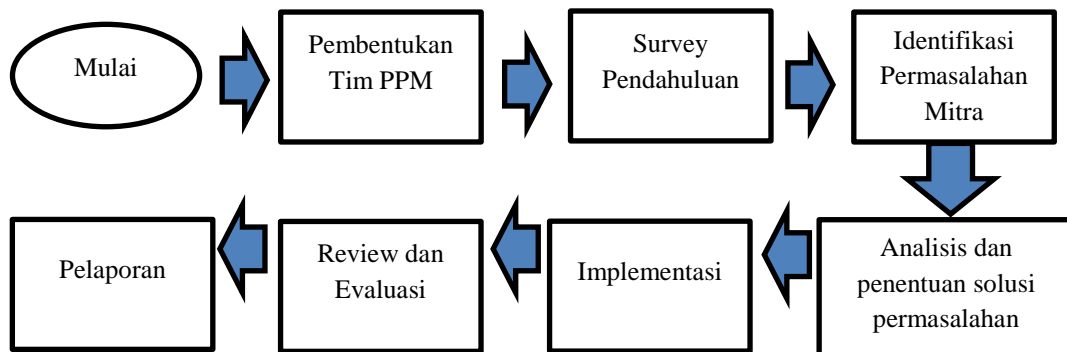 Mulai
Pembentukan
Tim PPM
Survey
Pendahuluan
Identifikasi
Permasalahan
Mitra
Analisis dan
penentuan solusi
permasalahan
Implementasi
Review dan
Evaluasi
Pelaporan